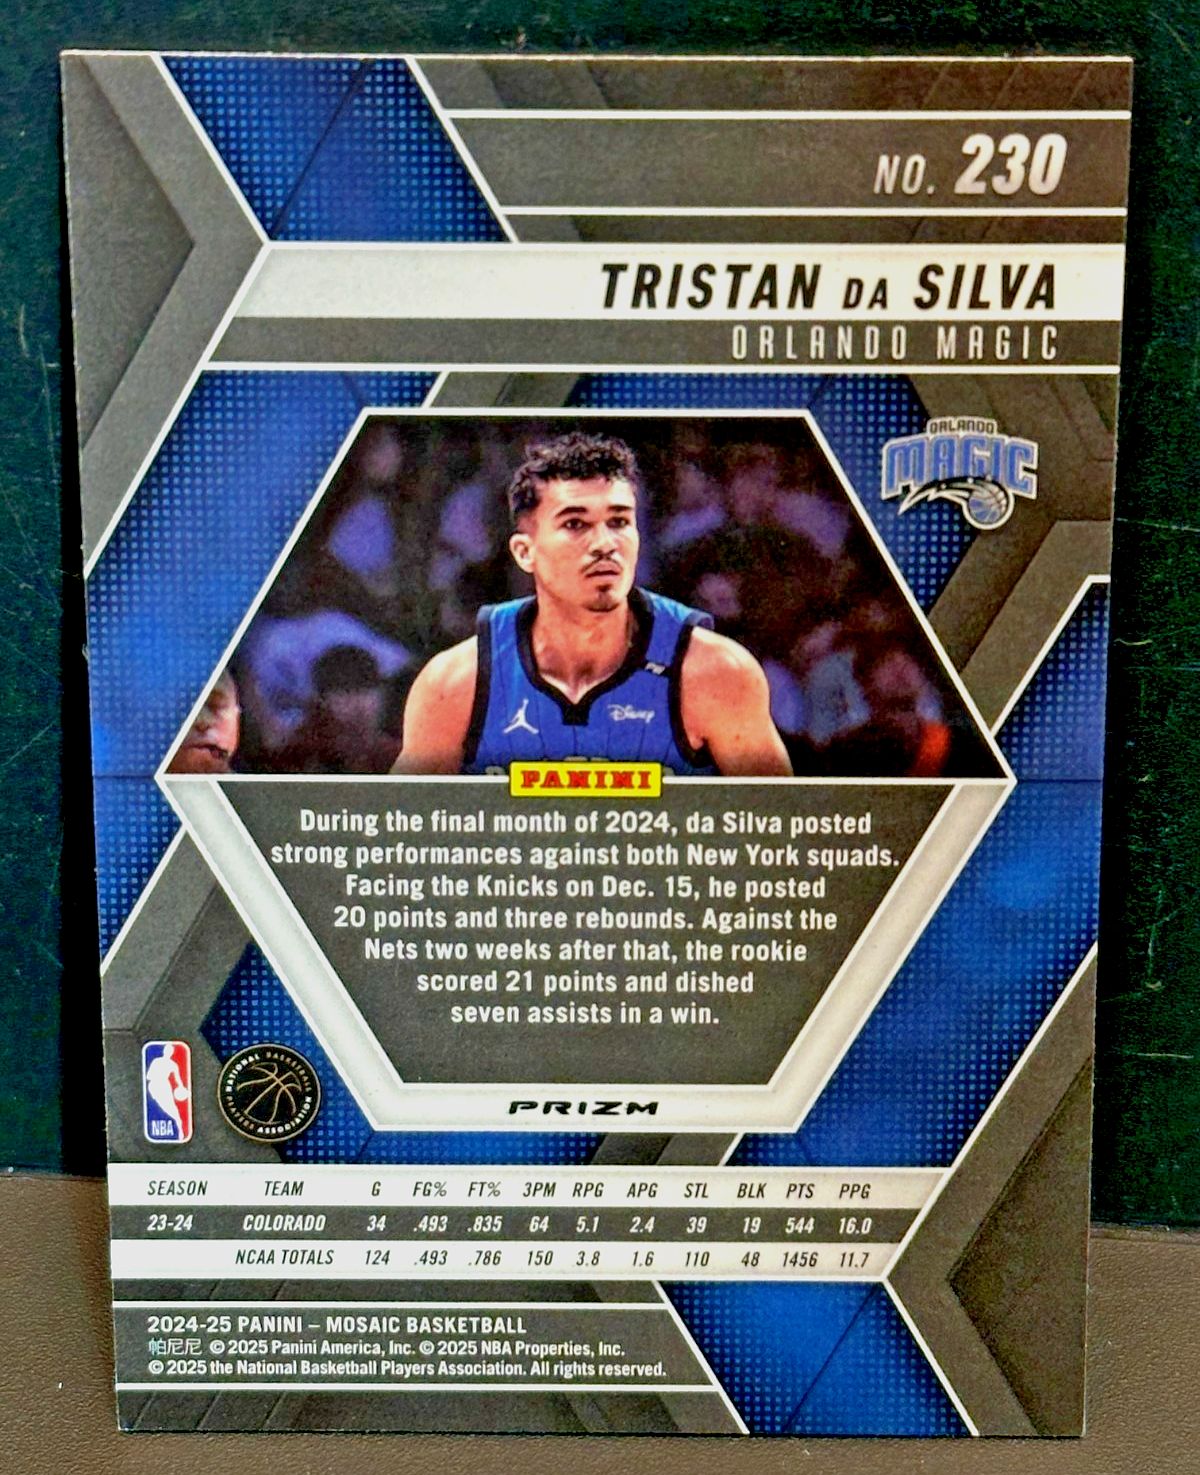 NO. 230
TRISTAN DA SILVA
ORLANDO MAGIC
ORLANDO
MAGIC
Disney
PANINI
During the final month of 2024, da Silva posted
strong performances against both New York squads.
Facing the Knicks on Dec. 15, he posted
20 points and three rebounds. Against the
Nets two weeks after that, the rookie
scored 21 points and dished
seven assists in a win.
NBA
NATIONAL BASKETBALL
PLAYERS ASSOCIATION
PRIZM
SEASON TEAM G FG% FT% 3PM RPG APG STL BLK PTS PPG
23-24 COLORADO 34 .493 .835 64 5.1 2.4 39 19 544 16.0
NCAA TOTALS 124 .493 .786 150 3.8 1.6 110 48 1456 11.7
2024-25 PANINI – MOSAIC BASKETBALL
帕尼尼 © 2025 Panini America, Inc. © 2025 NBA Properties, Inc.
© 2025 the National Basketball Players Association. All rights reserved.